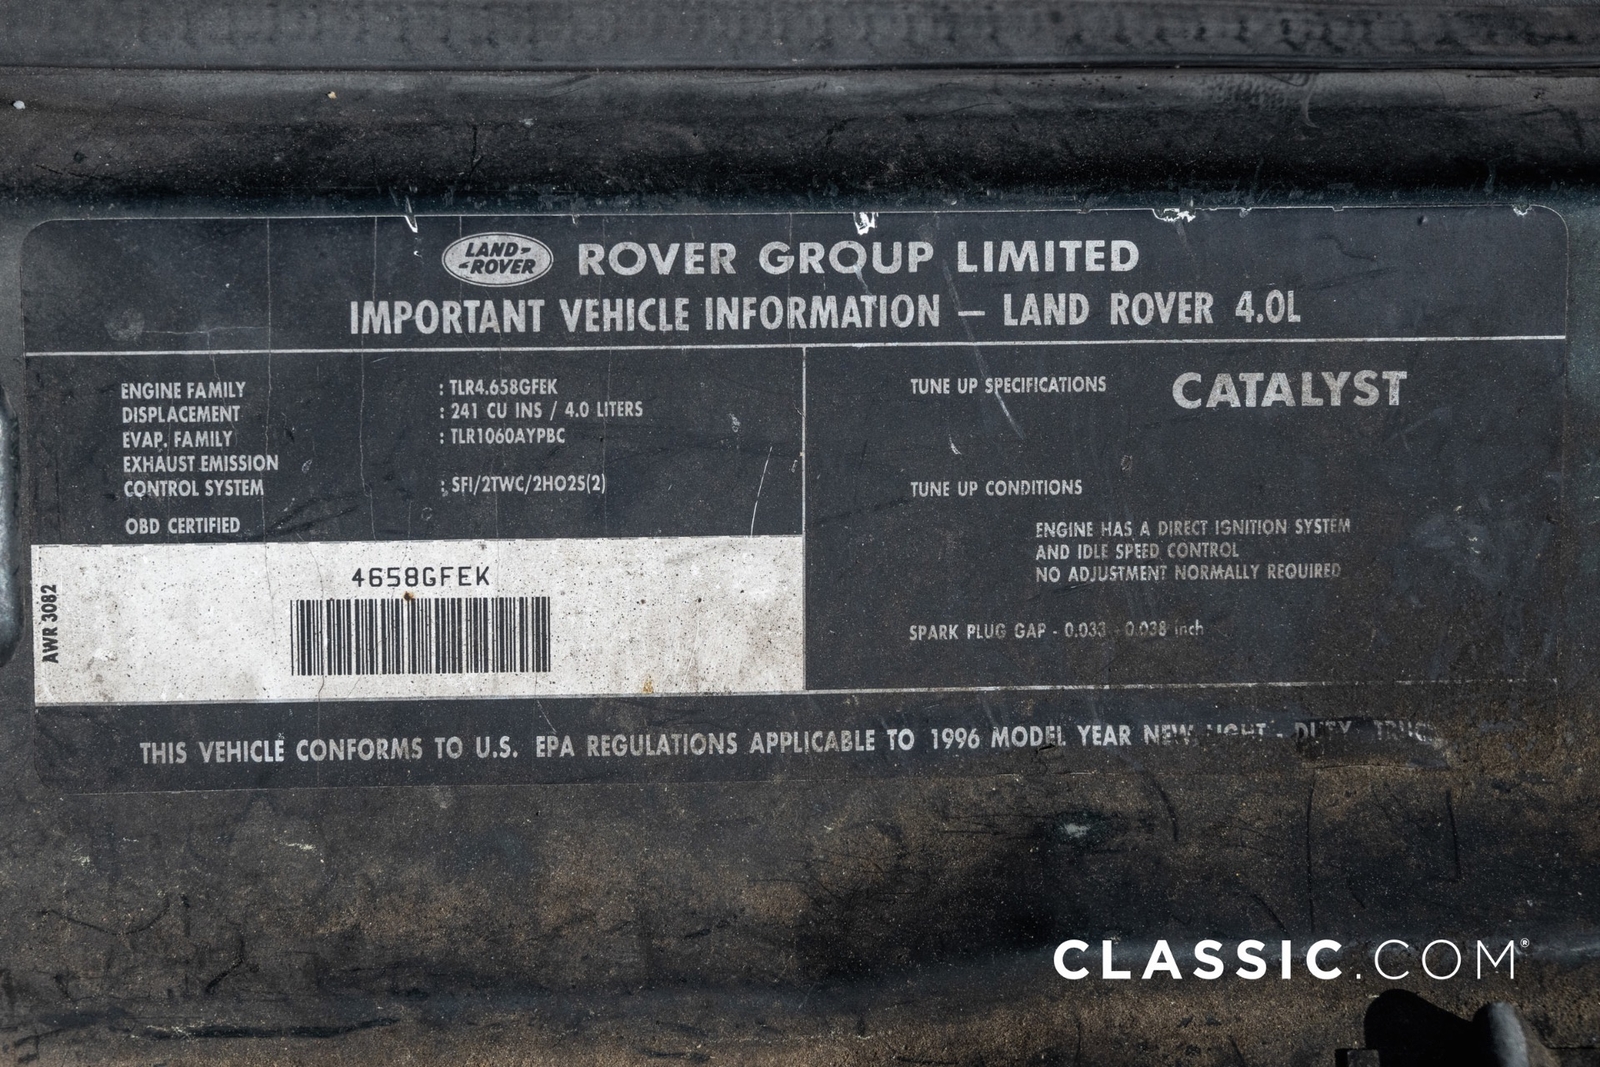 LAND-
-ROVER
ROVER GROUP LIMITED
IMPORTANT VEHICLE INFORMATION — LAND ROVER 4.0L
ENGINE FAMILY : TLR4.658GFEK
DISPLACEMENT : 241 CU INS / 4.0 LITERS
EVAP. FAMILY : TLR1060AYPBC
EXHAUST EMISSION
CONTROL SYSTEM : SFI/2TWC/2HO2S(2)
OBD CERTIFIED
4658GFEK
AWR 3082
TUNE UP SPECIFICATIONS CATALYST
TUNE UP CONDITIONS
ENGINE HAS A DIRECT IGNITION SYSTEM
AND IDLE SPEED CONTROL
NO ADJUSTMENT NORMALLY REQUIRED
SPARK PLUG GAP - 0.033 - 0.038 inch
THIS VEHICLE CONFORMS TO U.S. EPA REGULATIONS APPLICABLE TO 1996 MODEL YEAR NEW LIGHT - DUTY
CLASSIC.COM®